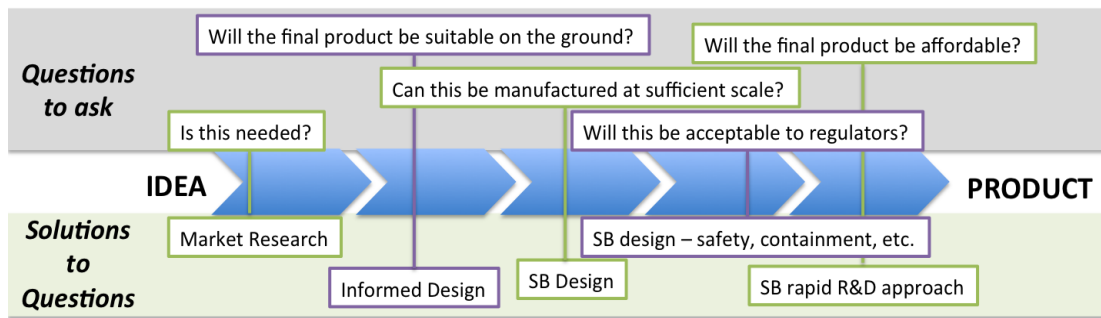 Will the final product be suitable on the ground?
Will the final product be affordable?
Questions
to ask
Can this be manufactured at sufficient scale?
Is this needed?
Will this be acceptable to regulators?
IDEA
PRODUCT
Solutions
to
Questions
Market Research
SB design – safety, containment, etc.
Informed Design
SB Design
SB rapid R&D approach